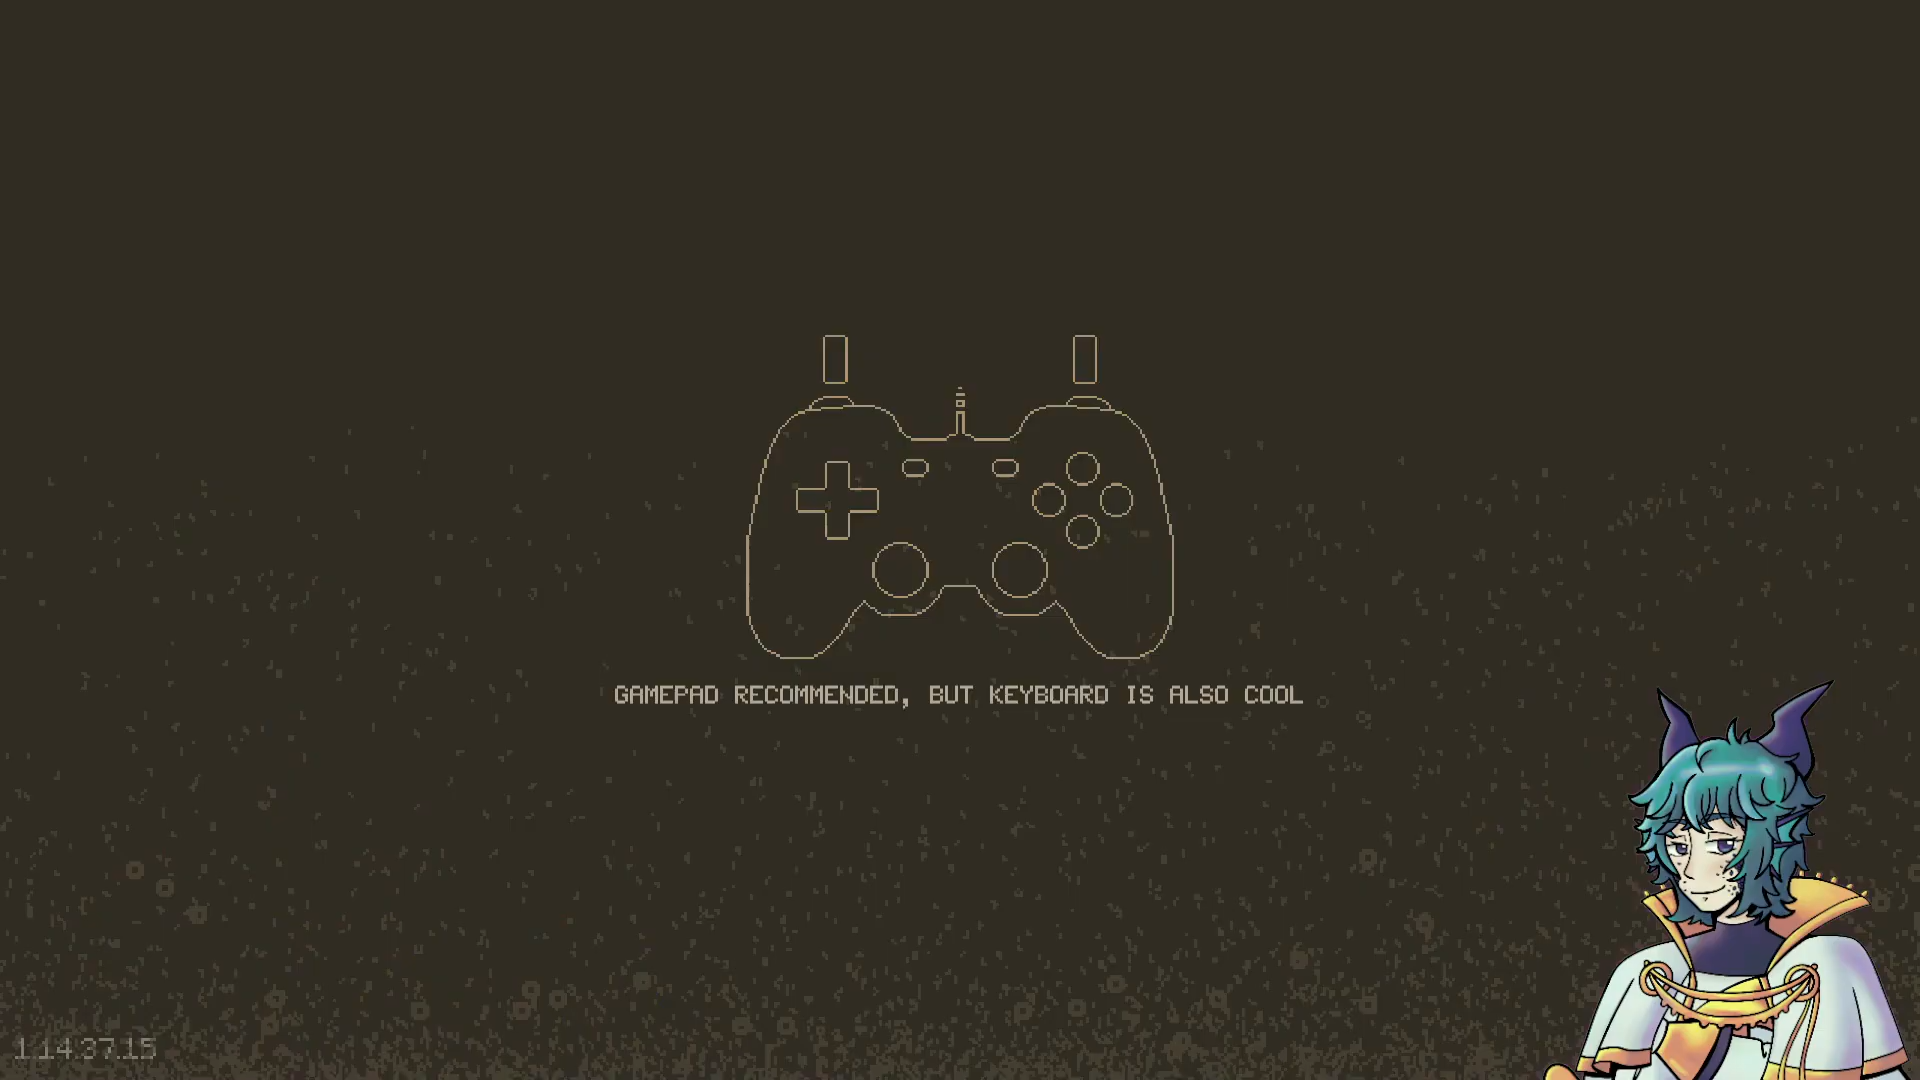 GAMEPAD RECOMMENDED, BUT KEYBOARD IS ALSO COOL
1.14.37.15